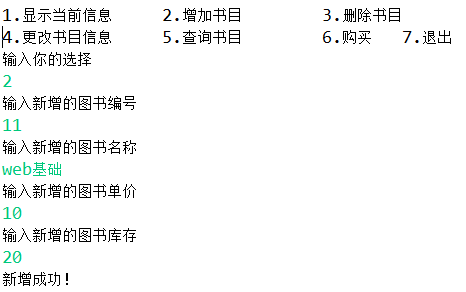 1.显示当前信息 2.增加书目 3.删除书目
4.更改书目信息 5.查询书目 6.购买 7.退出
输入你的选择
2
输入新增的图书编号
11
输入新增的图书名称
web基础
输入新增的图书单价
10
输入新增的图书库存
20
新增成功!